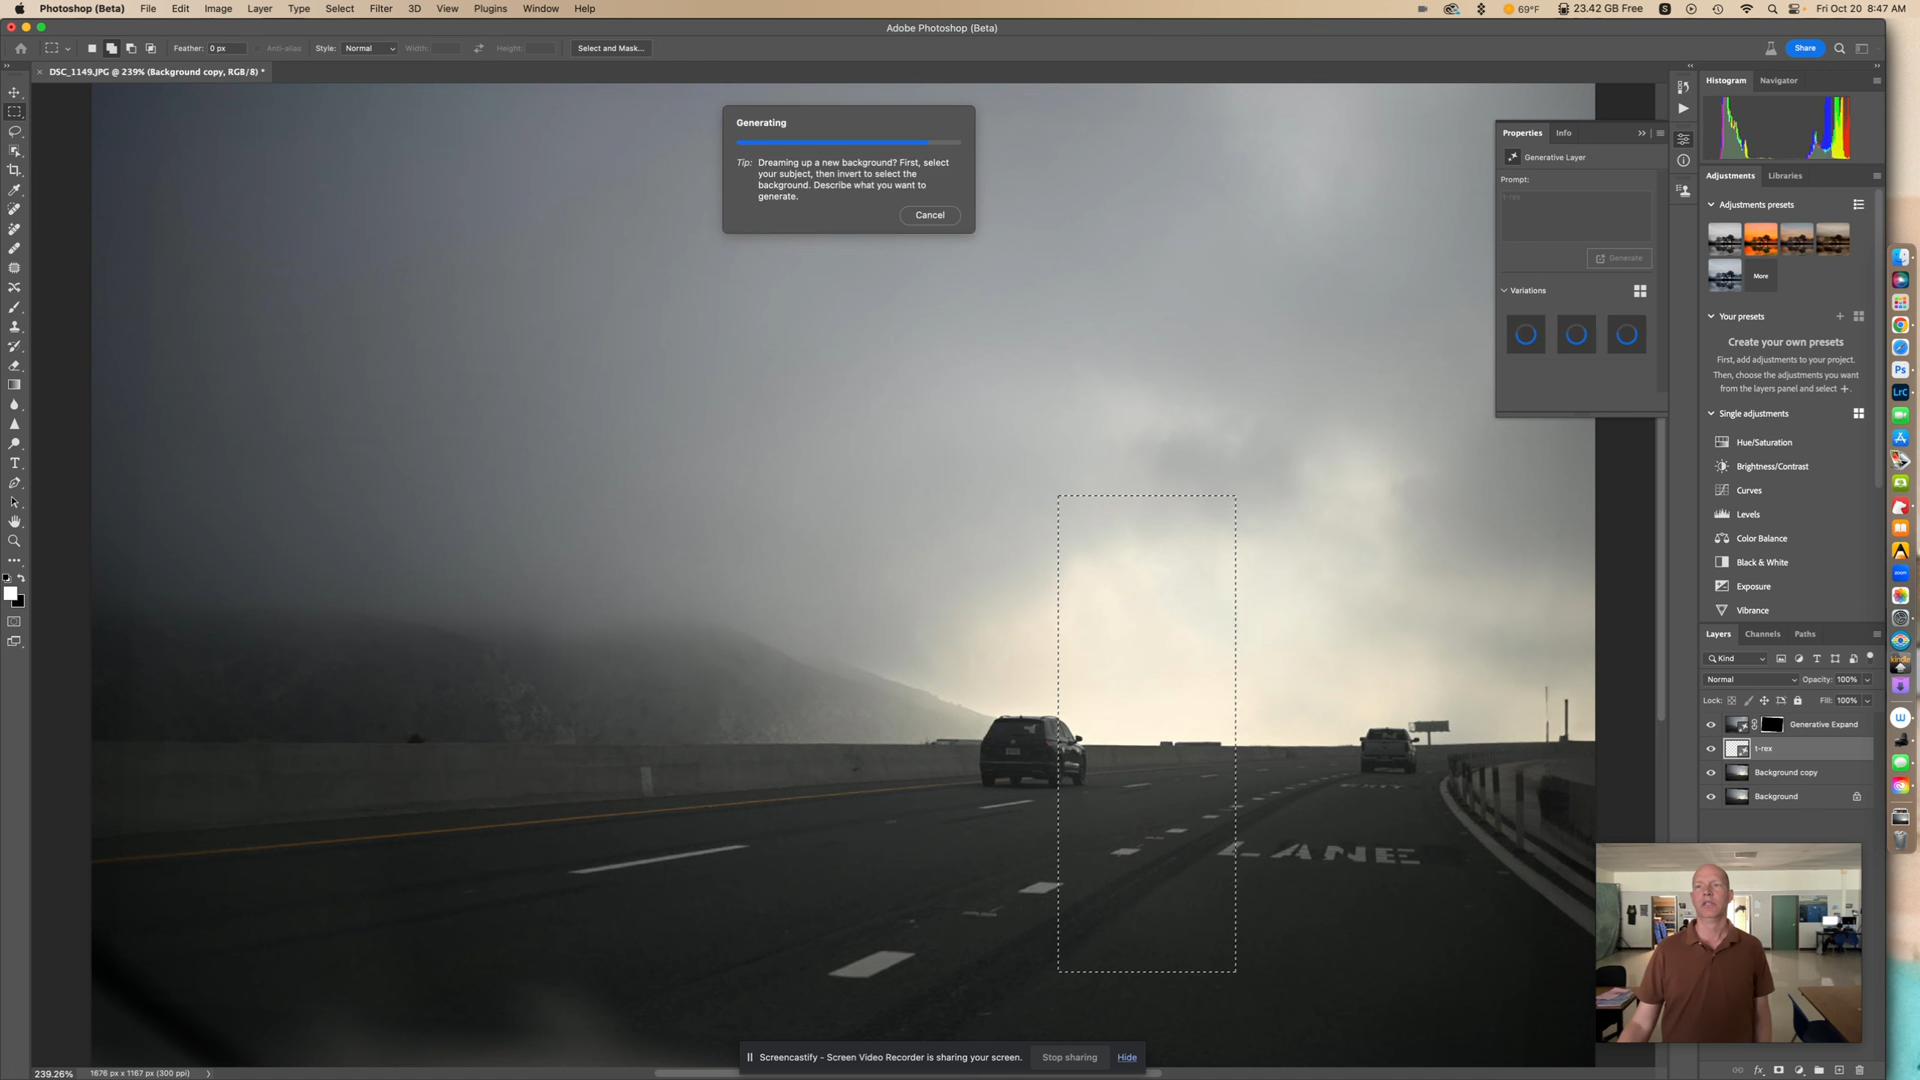 Photoshop (Beta) File Edit Image Layer Type Select Filter 3D View Plugins Window Help 69°F 23.42 GB Free Fri Oct 20 8:47 AM
Adobe Photoshop (Beta)
Feather: 0 px Anti-alias Style: Normal Width: Height: Select and Mask... Share
DSC_1149.JPG @ 239% (Background copy, RGB/8) *
Generating
Tip: Dreaming up a new background? First, select
your subject, then invert to select the
background. Describe what you want to
generate.
Cancel
Properties Info
Generative Layer
Prompt:
t-rex
Generate
Variations
Histogram Navigator
Adjustments Libraries
Adjustments presets
More
Your presets
Create your own presets
First, add adjustments to your project.
Then, choose the adjustments you want
from the layers panel and select +.
Single adjustments
Hue/Saturation
Brightness/Contrast
Curves
Levels
Color Balance
Black & White
Exposure
Vibrance
Layers Channels Paths
Kind
Normal Opacity: 100%
Lock: Fill: 100%
Generative Expand
t-rex
Background copy
Background
LANE
Ps
LrC
zoom
kindle
Screencastify - Screen Video Recorder is sharing your screen. Stop sharing Hide
239.26% 1676 px x 1167 px (300 ppi)